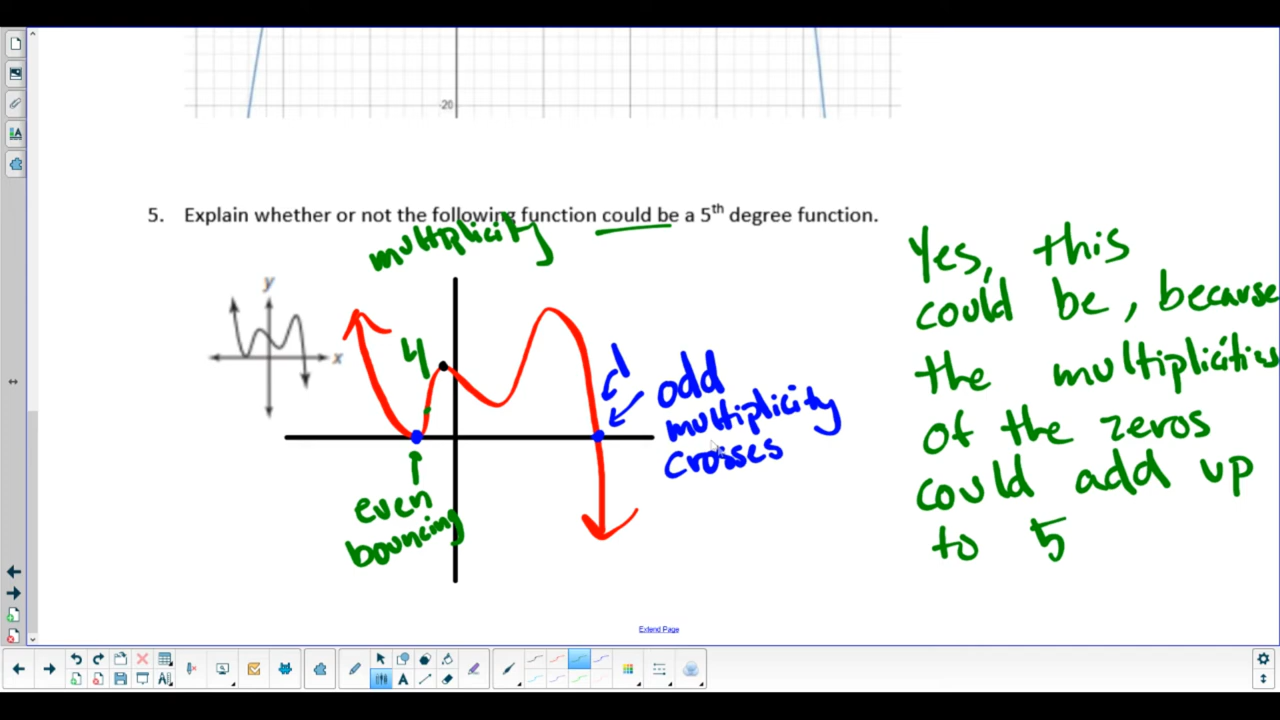 -20
5. Explain whether or not the following function could be a 5th degree function.
multiplicity
y
x
4
1
odd
multiplicity
crosses
even
bouncing
Yes, this
could be, because
the multiplicities
of the zeros
could add up
to 5
Extend Page